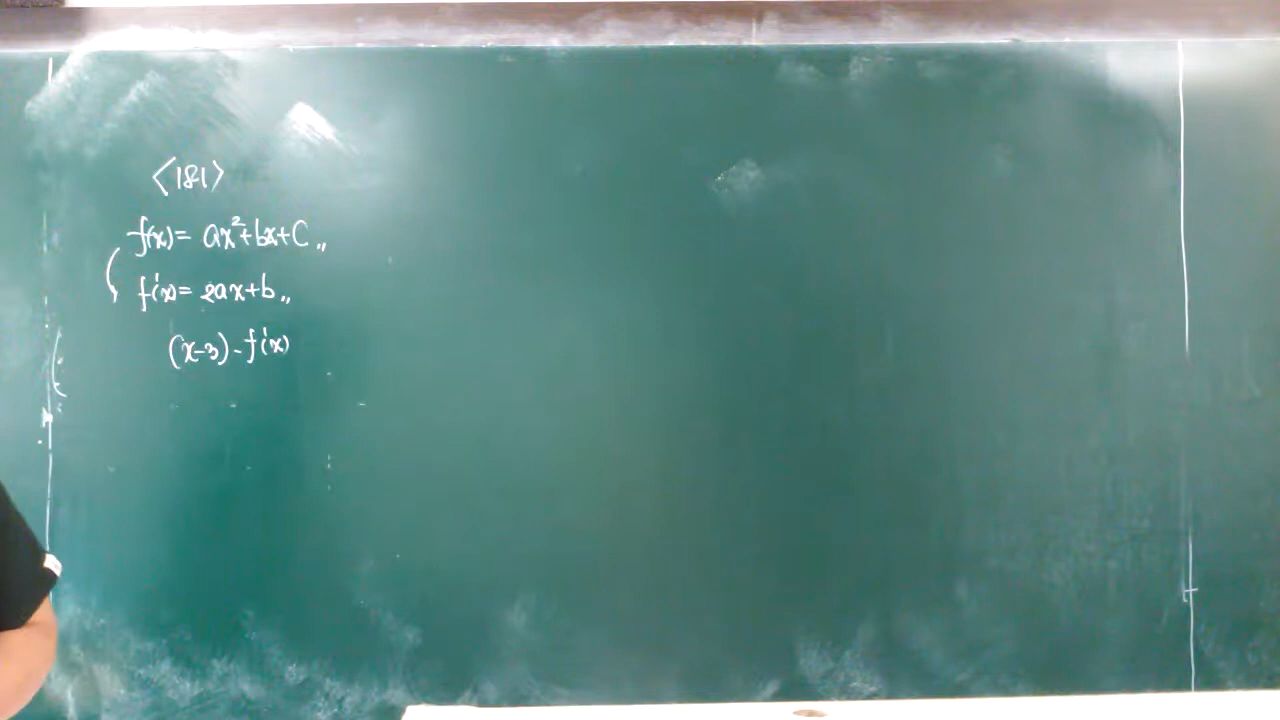 <181>
f(x)= ax²+bx+C,,
f'(x)= 2ax+b,,
(x-3)-f'(x)